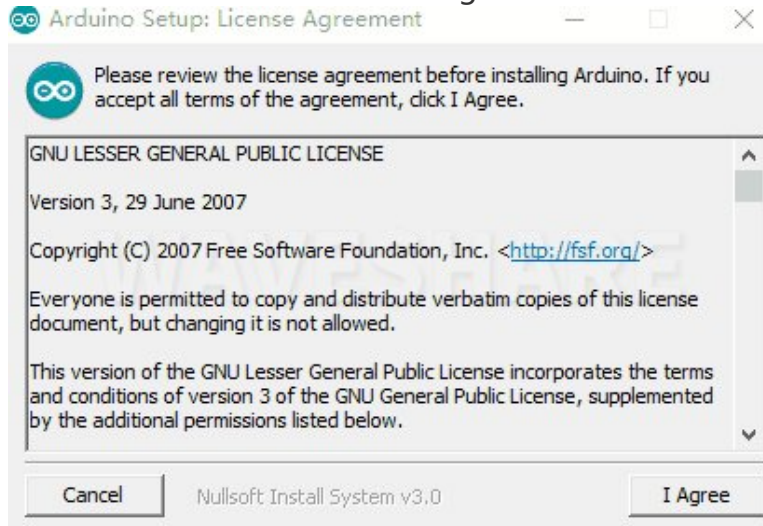 Arduino Setup: License Agreement
Please review the license agreement before installing Arduino. If you
accept all terms of the agreement, click I Agree.
GNU LESSER GENERAL PUBLIC LICENSE
Version 3, 29 June 2007
Copyright (C) 2007 Free Software Foundation, Inc. <http://fsf.org/>
Everyone is permitted to copy and distribute verbatim copies of this license
document, but changing it is not allowed.
This version of the GNU Lesser General Public License incorporates the terms
and conditions of version 3 of the GNU General Public License, supplemented
by the additional permissions listed below.
WAVESHARE
Cancel
Nullsoft Install System v3.0
I Agree